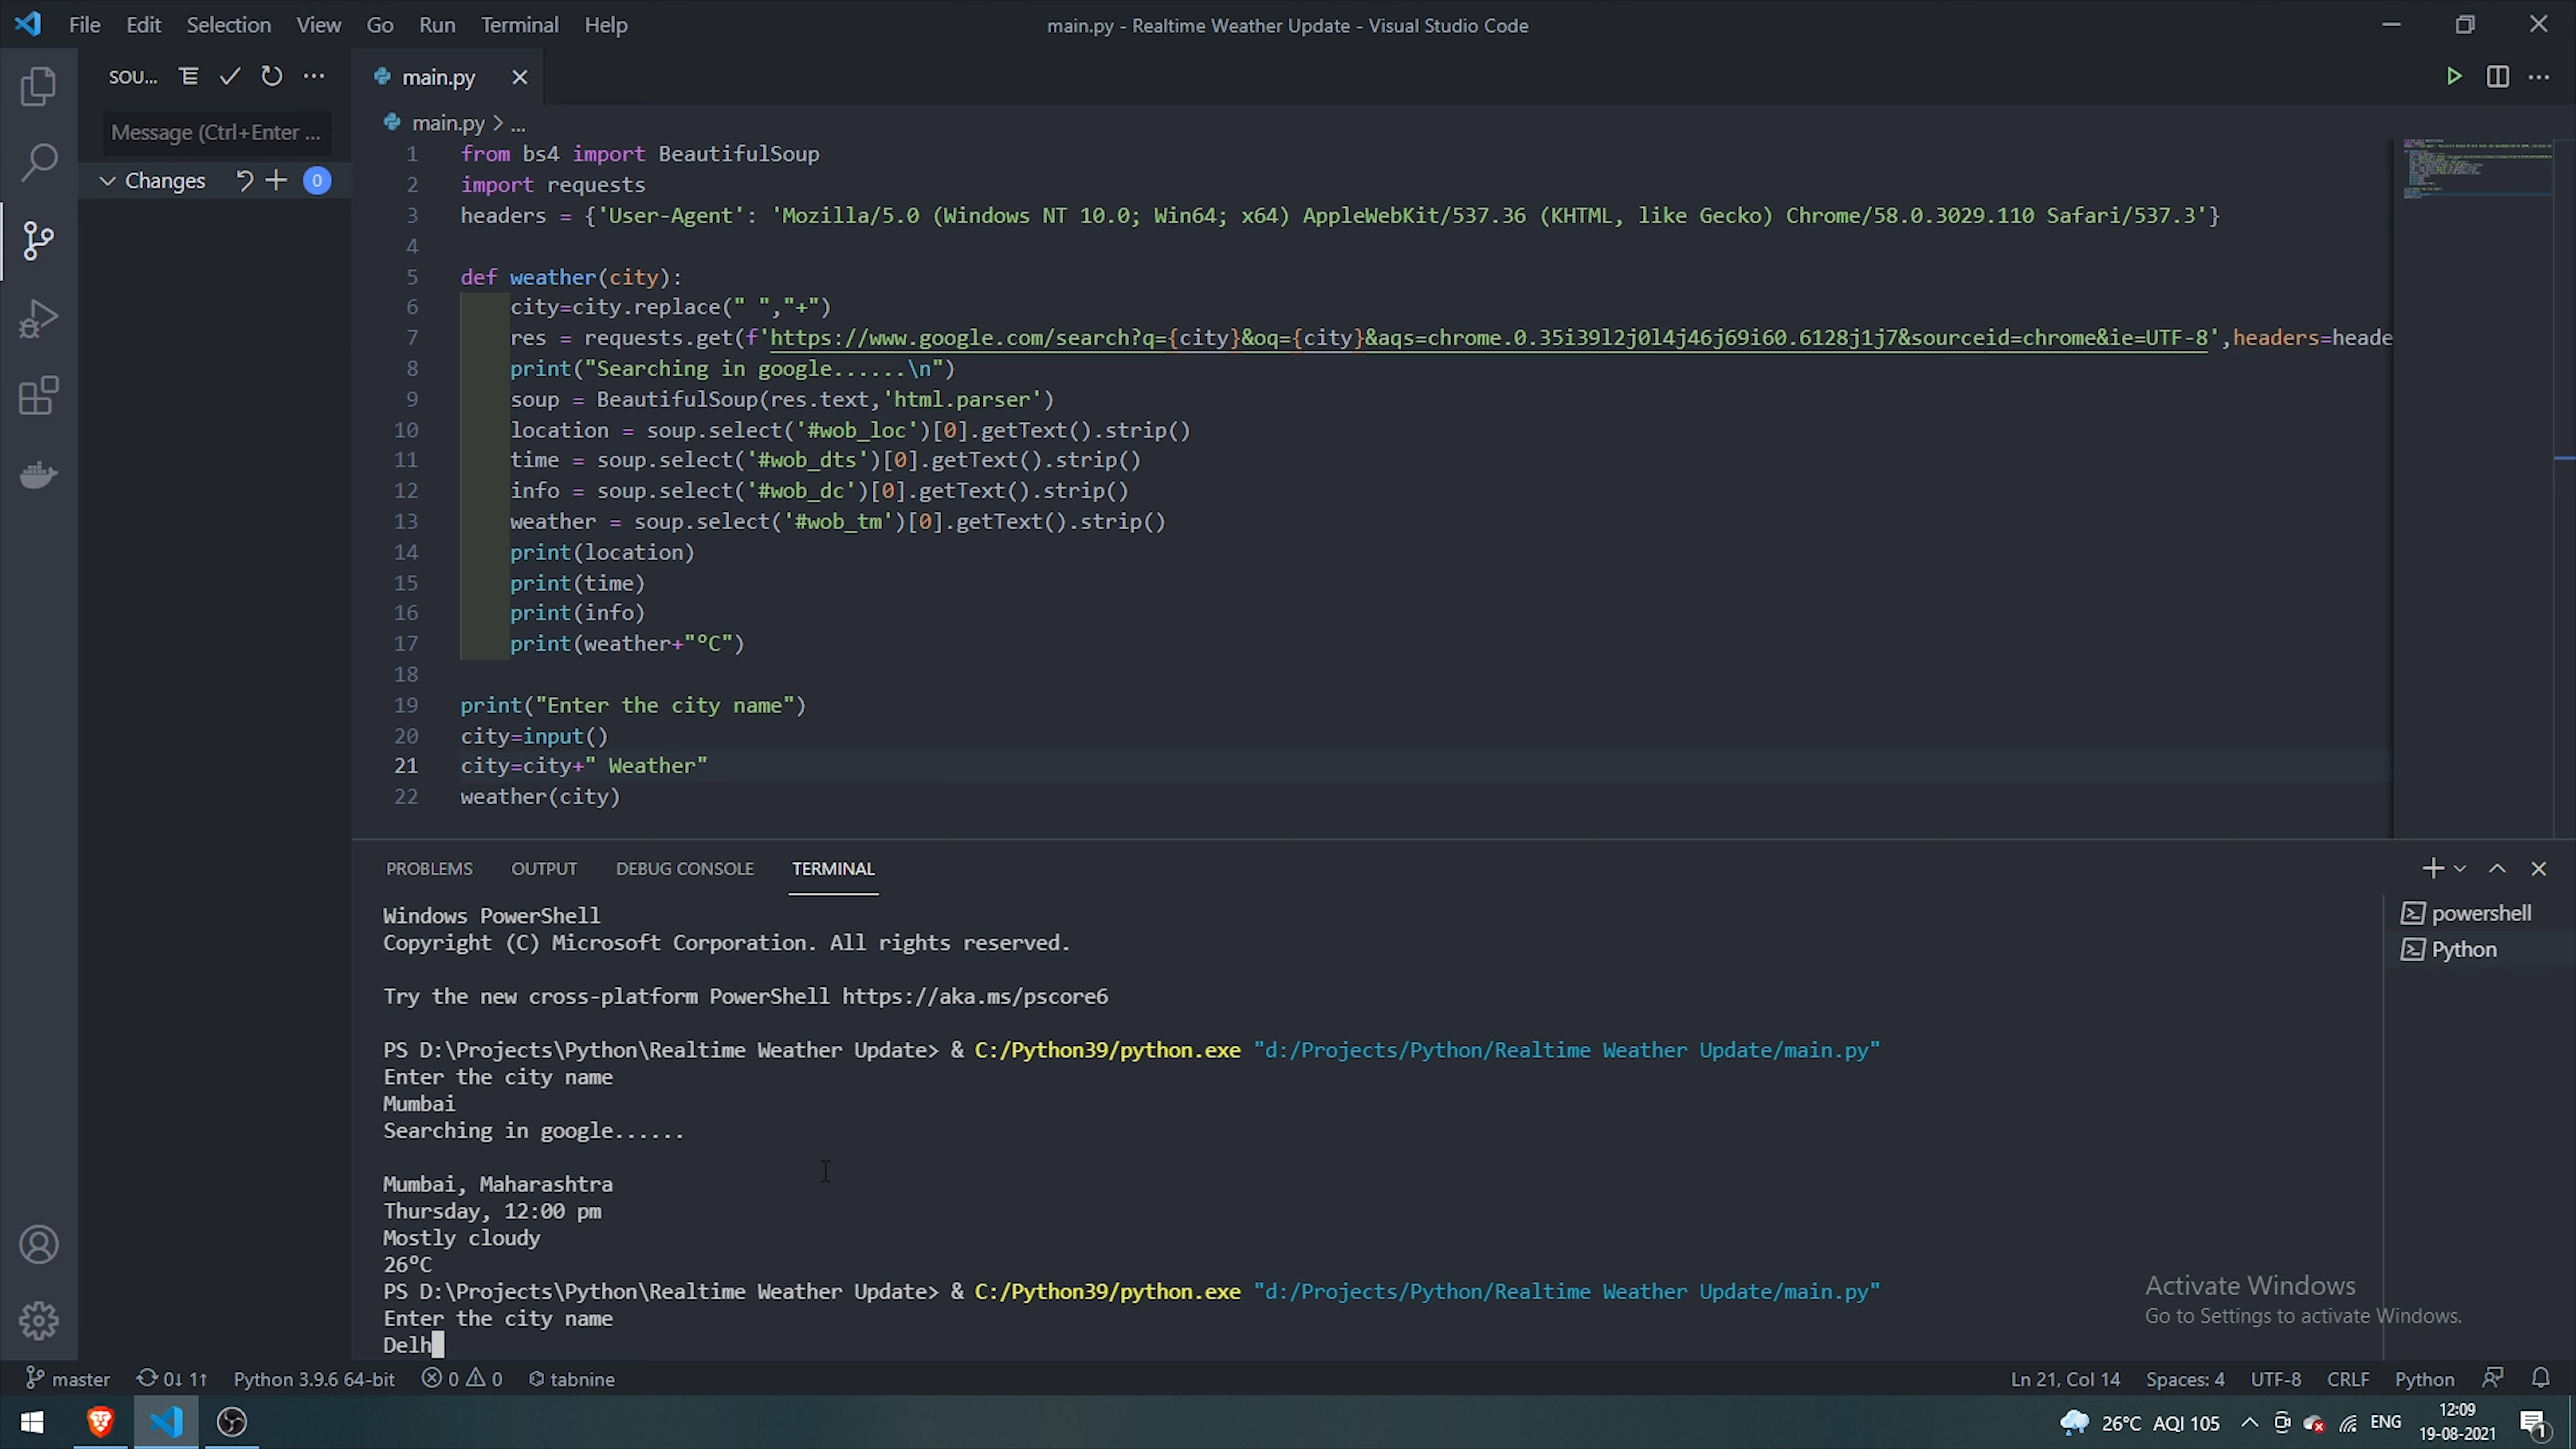 File Edit Selection View Go Run Terminal Help
main.py - Realtime Weather Update - Visual Studio Code
SOU...
main.py
Message (Ctrl+Enter ...
Changes 0
main.py > ...
1 from bs4 import BeautifulSoup
2 import requests
3 headers = {'User-Agent': 'Mozilla/5.0 (Windows NT 10.0; Win64; x64) AppleWebKit/537.36 (KHTML, like Gecko) Chrome/58.0.3029.110 Safari/537.3'}
4
5 def weather(city):
6 city=city.replace(" ","+")
7 res = requests.get(f'https://www.google.com/search?q={city}&oq={city}&aqs=chrome.0.35i39l2j0l4j46j69i60.6128j1j7&sourceid=chrome&ie=UTF-8',headers=heade
8 print("Searching in google......\n")
9 soup = BeautifulSoup(res.text,'html.parser')
10 location = soup.select('#wob_loc')[0].getText().strip()
11 time = soup.select('#wob_dts')[0].getText().strip()
12 info = soup.select('#wob_dc')[0].getText().strip()
13 weather = soup.select('#wob_tm')[0].getText().strip()
14 print(location)
15 print(time)
16 print(info)
17 print(weather+"°C")
18
19 print("Enter the city name")
20 city=input()
21 city=city+" Weather"
22 weather(city)
PROBLEMS OUTPUT DEBUG CONSOLE TERMINAL
Windows PowerShell
Copyright (C) Microsoft Corporation. All rights reserved.
Try the new cross-platform PowerShell https://aka.ms/pscore6
PS D:\Projects\Python\Realtime Weather Update> & C:/Python39/python.exe "d:/Projects/Python/Realtime Weather Update/main.py"
Enter the city name
Mumbai
Searching in google......
Mumbai, Maharashtra
Thursday, 12:00 pm
Mostly cloudy
26°C
PS D:\Projects\Python\Realtime Weather Update> & C:/Python39/python.exe "d:/Projects/Python/Realtime Weather Update/main.py"
Enter the city name
Delh
powershell
Python
Activate Windows
Go to Settings to activate Windows.
master 0↓ 1↑ Python 3.9.6 64-bit 0 0 tabnine
Ln 21, Col 14 Spaces: 4 UTF-8 CRLF Python
26°C AQI 105 ENG
12:09
19-08-2021
1